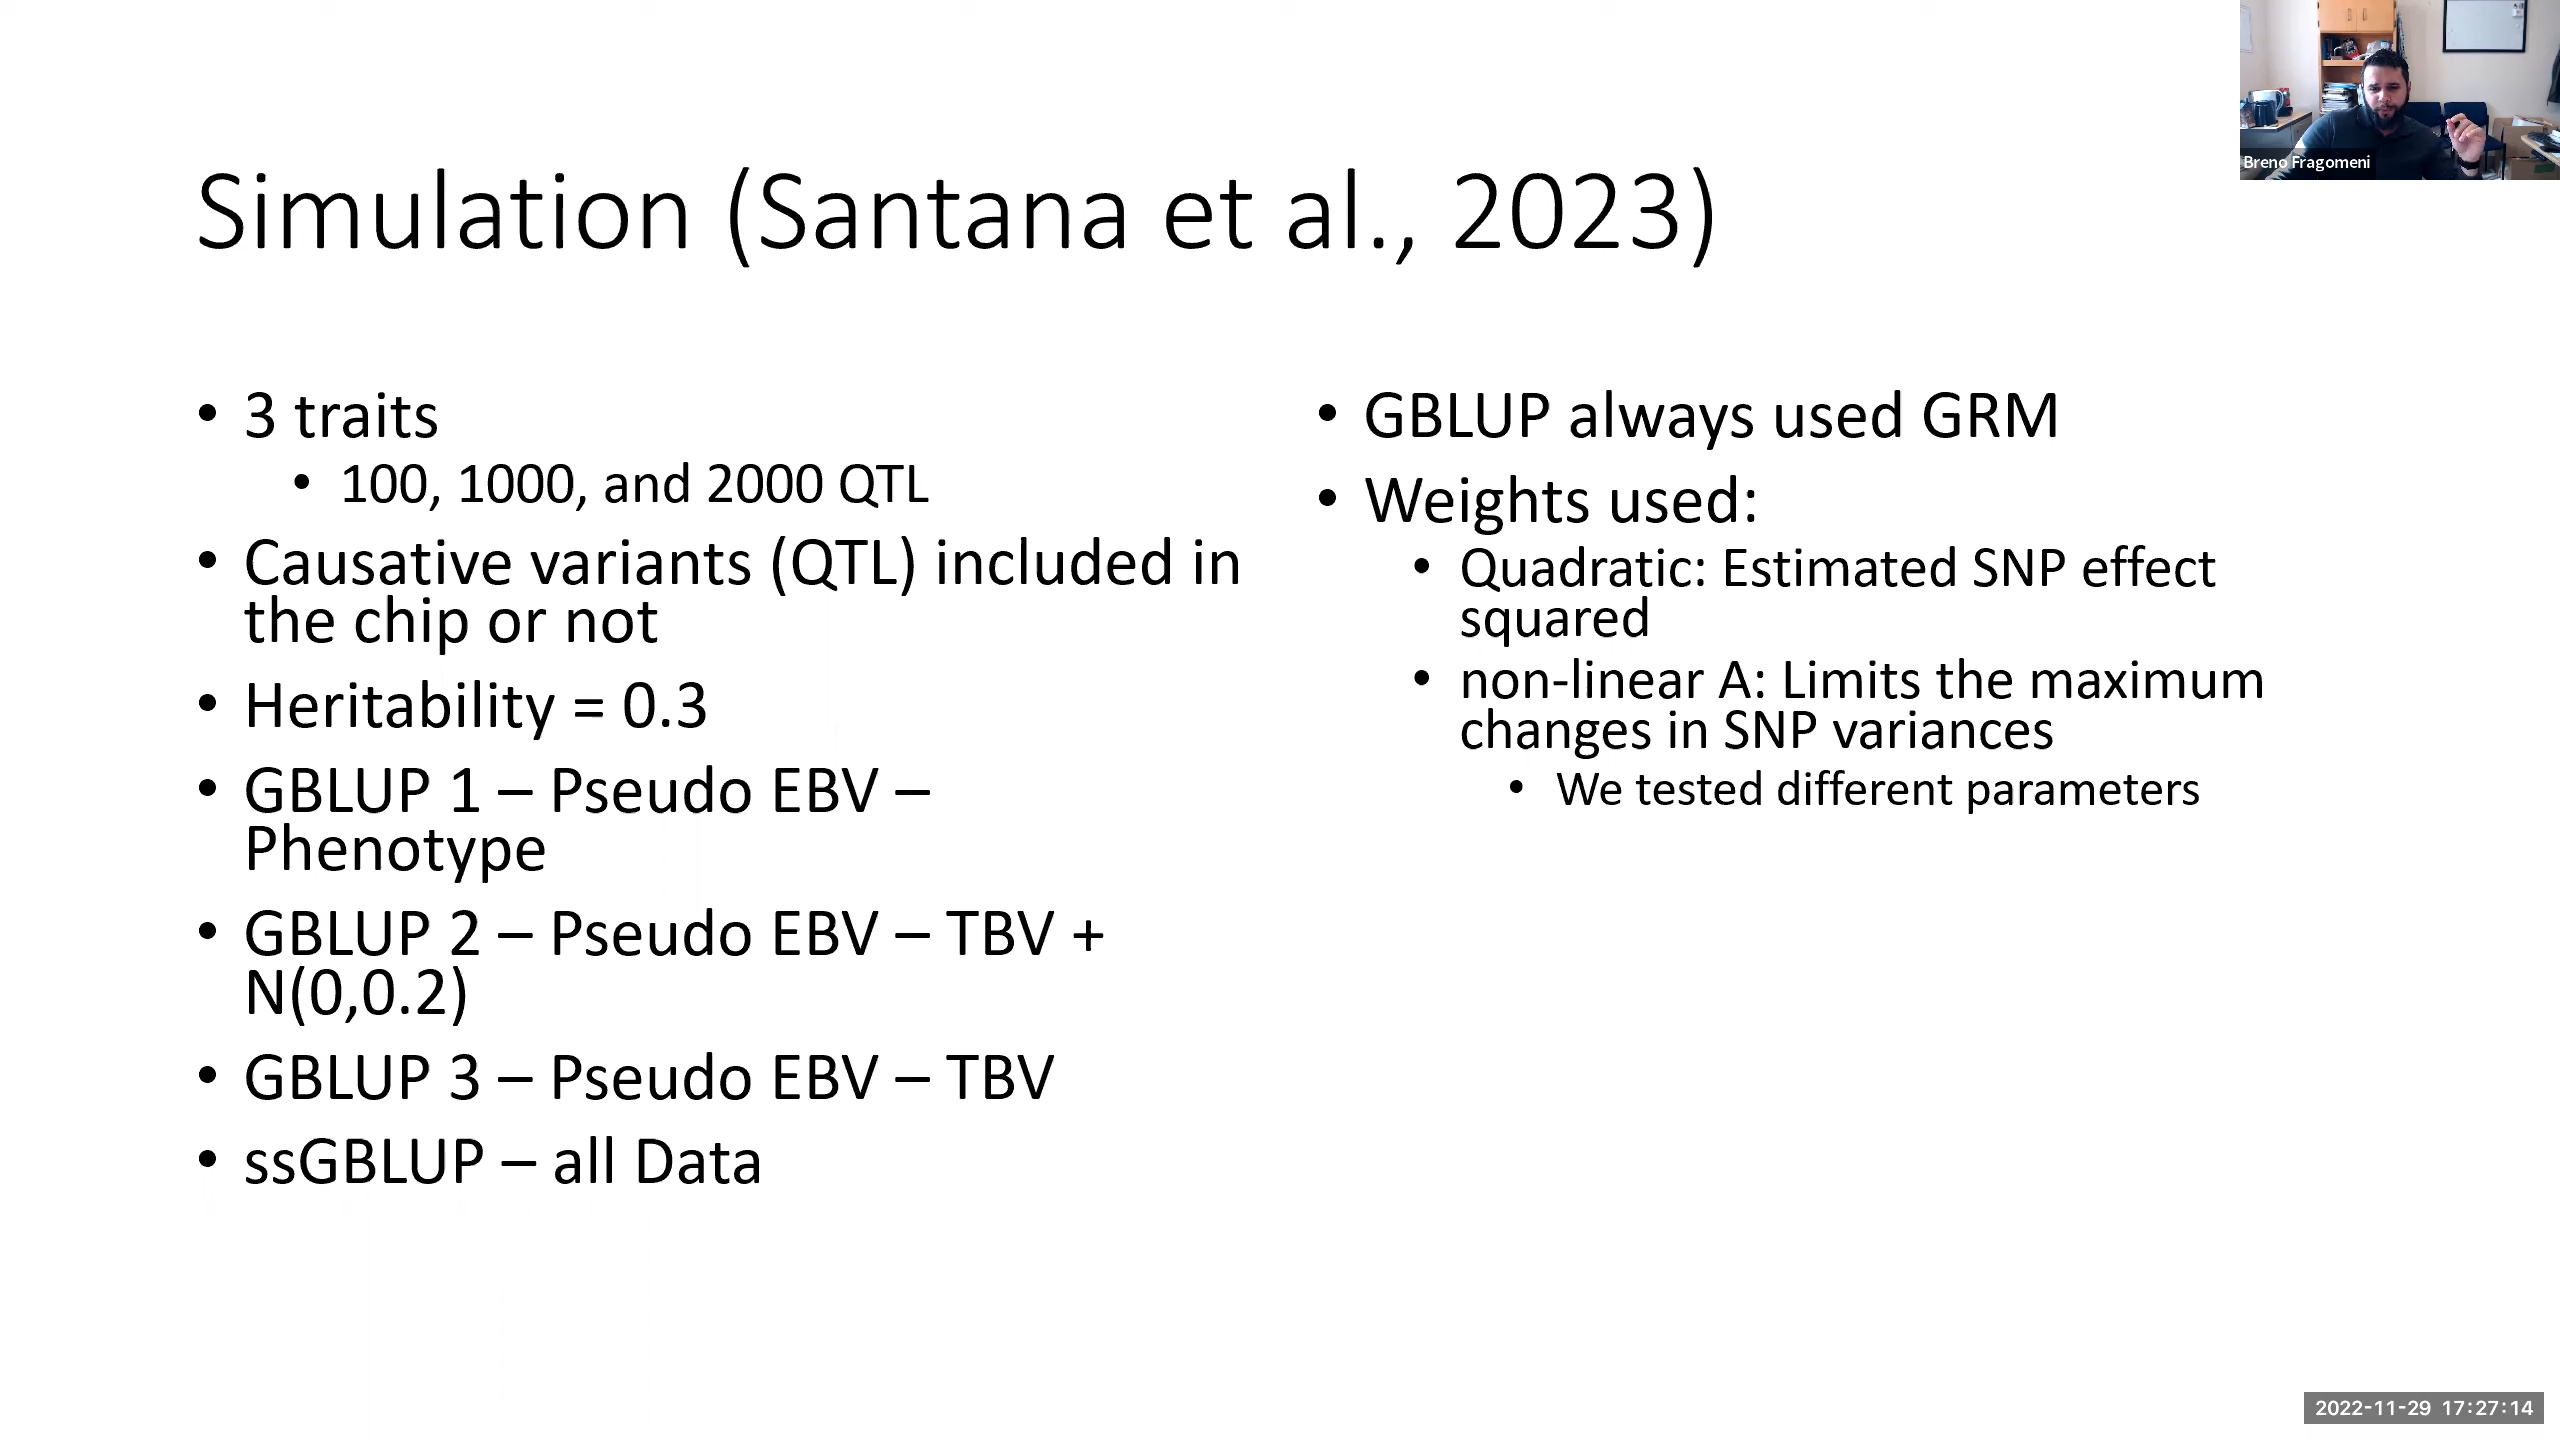 Breno Fragomeni
Simulation (Santana et al., 2023)
• 3 traits
• 100, 1000, and 2000 QTL
• Causative variants (QTL) included in
the chip or not
• Heritability = 0.3
• GBLUP 1 – Pseudo EBV –
Phenotype
• GBLUP 2 – Pseudo EBV – TBV +
N(0,0.2)
• GBLUP 3 – Pseudo EBV – TBV
• ssGBLUP – all Data
• GBLUP always used GRM
• Weights used:
• Quadratic: Estimated SNP effect
squared
• non-linear A: Limits the maximum
changes in SNP variances
• We tested different parameters
2022-11-29 17:27:14